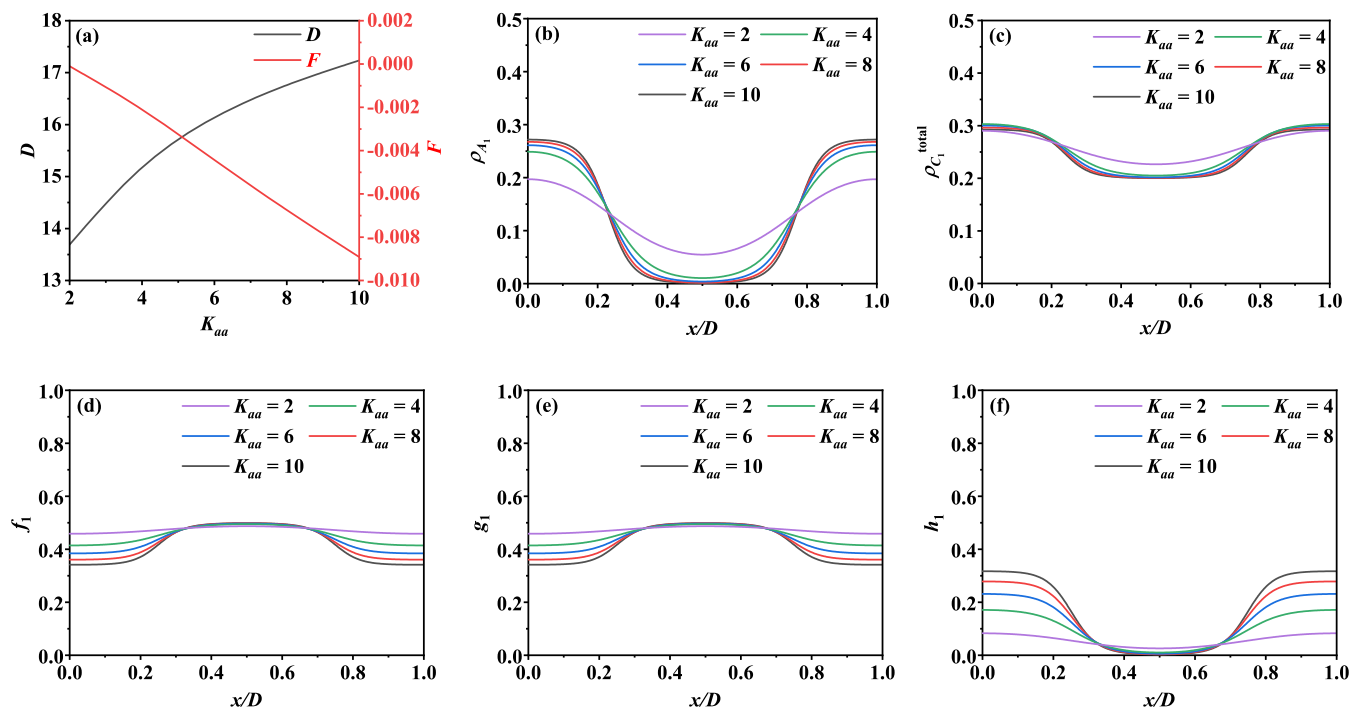 (a)
D
F
18
17
16
15
14
13
D
0.002
0.000
-0.002
-0.004
-0.006
-0.008
-0.010
F
2 4 6 8 10
K_aa
(b)
K_aa = 2 K_aa = 4
K_aa = 6 K_aa = 8
K_aa = 10
0.5
0.4
0.3
0.2
0.1
0.0
ρ_A₁
0.0 0.2 0.4 0.6 0.8 1.0
x/D
(c)
K_aa = 2 K_aa = 4
K_aa = 6 K_aa = 8
K_aa = 10
0.5
0.4
0.3
0.2
0.1
0.0
ρ_C₁^total
0.0 0.2 0.4 0.6 0.8 1.0
x/D
(d)
K_aa = 2 K_aa = 4
K_aa = 6 K_aa = 8
K_aa = 10
1.0
0.8
0.6
0.4
0.2
0.0
f₁
0.0 0.2 0.4 0.6 0.8 1.0
x/D
(e)
K_aa = 2 K_aa = 4
K_aa = 6 K_aa = 8
K_aa = 10
1.0
0.8
0.6
0.4
0.2
0.0
g₁
0.0 0.2 0.4 0.6 0.8 1.0
x/D
(f)
K_aa = 2 K_aa = 4
K_aa = 6 K_aa = 8
K_aa = 10
1.0
0.8
0.6
0.4
0.2
0.0
h₁
0.0 0.2 0.4 0.6 0.8 1.0
x/D